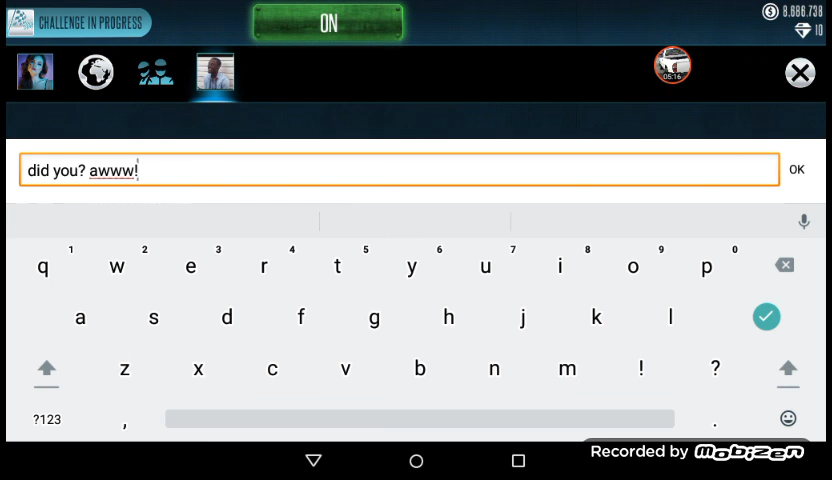 CHALLENGE IN PROGRESS
ON
8.686.738
10
05:16
did you? awww!
OK
1 2 3 4 5 6 7 8 9 0
q w e r t y u i o p
a s d f g h j k l
z x c v b n m ! ?
?123 , .
Recorded by mobizen